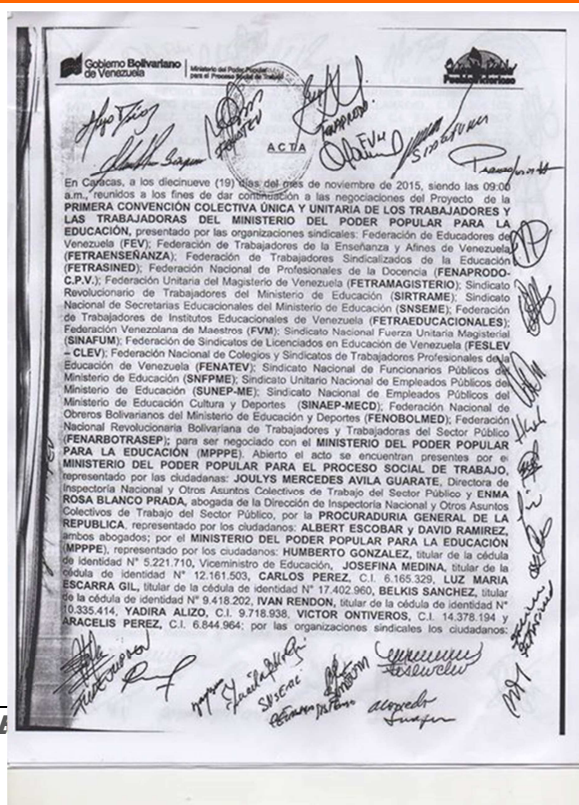 Gobierno Bolivariano
de Venezuela
Ministerio del Poder Popular
para el Proceso Social de Trabajo
ACTA
En Caracas, a los diecinueve (19) días del mes de noviembre de 2015, siendo las 09:00
a.m., reunidos a los fines de dar continuación a las negociaciones del Proyecto de la
PRIMERA CONVENCIÓN COLECTIVA ÚNICA Y UNITARIA DE LOS TRABAJADORES Y
LAS TRABAJADORAS DEL MINISTERIO DEL PODER POPULAR PARA LA
EDUCACIÓN, presentado por las organizaciones sindicales: Federación de Educadores de
Venezuela (FEV); Federación de Trabajadores de la Enseñanza y Afines de Venezuela
(FETRAENSEÑANZA); Federación de Trabajadores Sindicalizados de la Educación
(FETRASINED); Federación Nacional de Profesionales de la Docencia (FENAPRODO-
C.P.V.); Federación Unitaria del Magisterio de Venezuela (FETRAMAGISTERIO); Sindicato
Revolucionario de Trabajadores del Ministerio de Educación (SIRTRAME); Sindicato
Nacional de Secretarias Educacionales del Ministerio de Educación (SNSEME); Federación
de Trabajadores de Institutos Educacionales de Venezuela (FETRAEDUCACIONALES);
Federación Venezolana de Maestros (FVM); Sindicato Nacional Fuerza Unitaria Magisterial
(SINAFUM); Federación de Sindicatos de Licenciados en Educación de Venezuela (FESLEV
– CLEV); Federación Nacional de Colegios y Sindicatos de Trabajadores Profesionales de
Educación de Venezuela (FENATEV); Sindicato Nacional de Funcionarios Públicos del
Ministerio de Educación (SNFPME); Sindicato Unitario Nacional de Empleados Públicos del
Ministerio de Educación (SUNEP-ME); Sindicato Nacional de Empleados Públicos del
Ministerio de Educación Cultura y Deportes (SINAEP-MECD); Federación Nacional de
Obreros Bolivarianos del Ministerio de Educación y Deportes (FENOBOLMED); Federación
Nacional Revolucionaria Bolivariana de Trabajadores y Trabajadoras del Sector Público
(FENARBOTRASEP); para ser negociado con el MINISTERIO DEL PODER POPULAR
PARA LA EDUCACIÓN (MPPPE). Abierto el acto se encuentran presentes por el
MINISTERIO DEL PODER POPULAR PARA EL PROCESO SOCIAL DE TRABAJO,
representado por las ciudadanas: JOULYS MERCEDES AVILA GUARATE, Directora de
Inspectoría Nacional y Otros Asuntos Colectivos de Trabajo del Sector Público y ENMA
ROSA BLANCO PRADA, abogada de la Dirección de Inspectoría Nacional y Otros Asuntos
Colectivos de Trabajo del Sector Público, por la PROCURADURIA GENERAL DE LA
REPUBLICA, representado por los ciudadanos: ALBERT ESCOBAR y DAVID RAMIREZ,
ambos abogados; por el MINISTERIO DEL PODER POPULAR PARA LA EDUCACIÓN
(MPPPE), representado por los ciudadanos: HUMBERTO GONZALEZ, titular de la cédula
de identidad N° 5.221.710, Viceministro de Educación, JOSEFINA MEDINA, titular de la
cédula de identidad N° 12.161.503, CARLOS PEREZ, C.I. 6.165.329, LUZ MARIA
ESCARRA GIL, titular de la cédula de identidad N° 17.402.960, BELKIS SANCHEZ, titular
de la cédula de identidad N° 9.418.202, IVAN RENDON, titular de la cédula de identidad N°
10.335.414, YADIRA ALIZO, C.I. 9.718.938, VICTOR ONTIVEROS, C.I. 14.378.194 y
ARACELIS PEREZ, C.I. 6.844.964; por las organizaciones sindicales los ciudadanos: